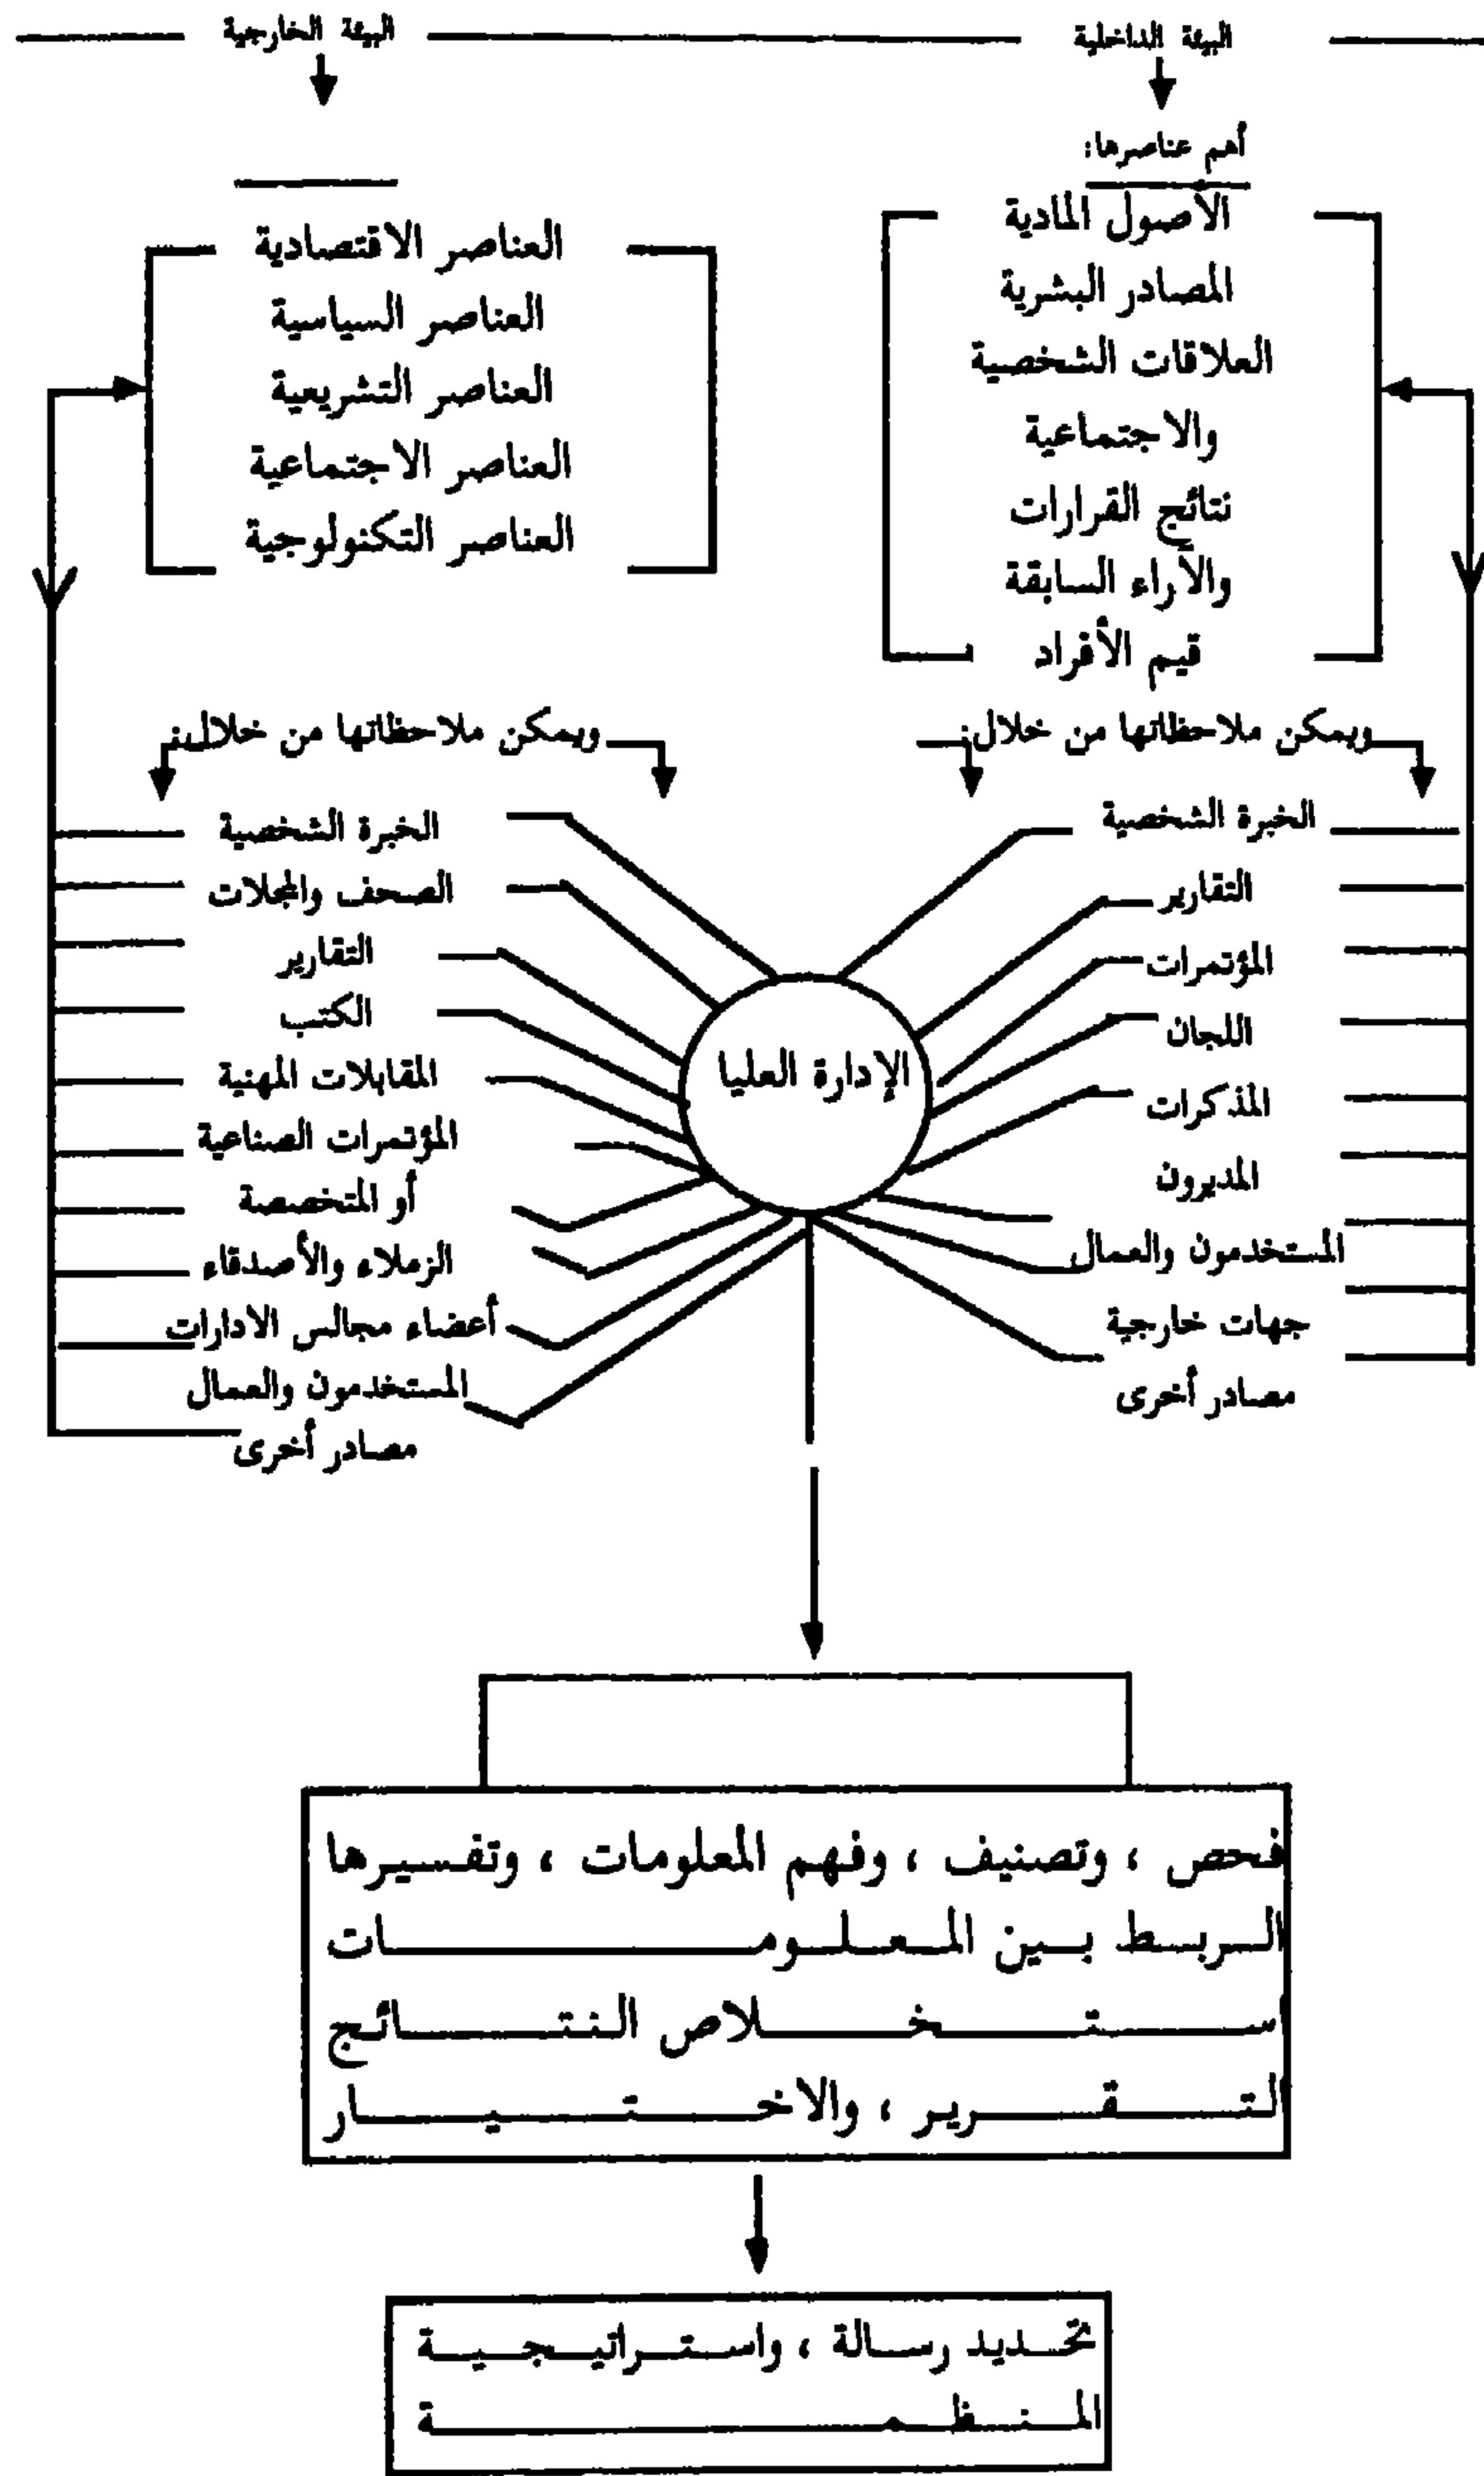 البيئة الداخلية
أهم عناصرها:
الأصول المادية
المصادر البشرية
العلاقات الشخصية
والاجتماعية
نتائج القرارات
والآراء السابقة
قيم الأفراد
ويمكن ملاحظاتها من خلال:
الخبرة الشخصية
التقارير
المؤتمرات
اللجان
المذكرات
المديرون
المستخدمون والعمال
جهات خارجية
مصادر أخرى
البيئة الخارجية
العناصر الاقتصادية
العناصر السياسية
العناصر التشريعية
العناصر الاجتماعية
العناصر التكنولوجية
ويمكن ملاحظاتها من خلال:
الخبرة الشخصية
الصحف والمجلات
التقارير
الكتب
المقابلات المهنية
المؤتمرات الصناعية
أو المتخصصة
الزملاء والأصدقاء
أعضاء مجالس الادارات
المستخدمون والعمال
مصادر أخرى
الإدارة العليا
فحص ، وتصنيف ، وفهم المعلومات ، وتفسيرها
الربط بين المعلومات
استخلاص النتائج
التقرير ، والاختيار
تحديد رسالة ، واستراتيجية
المنظمة